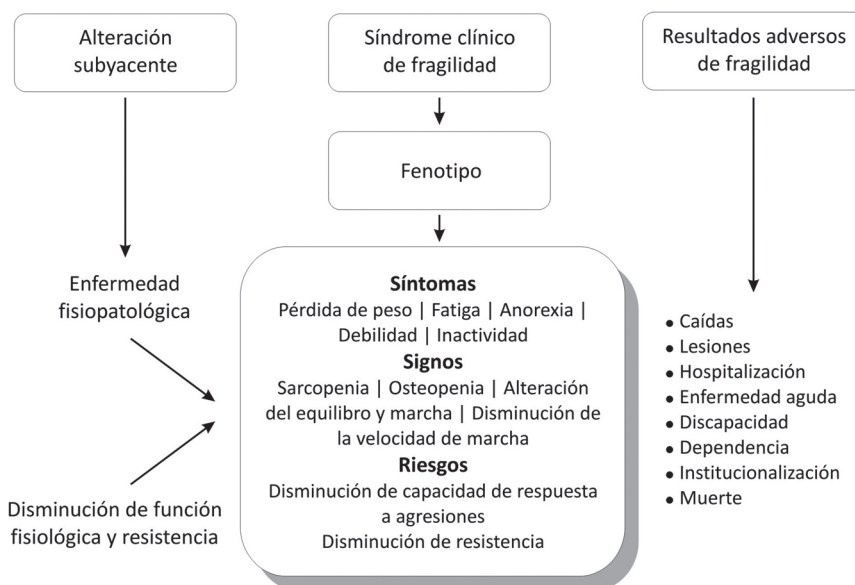 Alteración
subyacente
Síndrome clínico
de fragilidad
Resultados adversos
de fragilidad
Fenotipo
Enfermedad
fisiopatológica
Disminución de función
fisiológica y resistencia
Síntomas
Pérdida de peso | Fatiga | Anorexia |
Debilidad | Inactividad
Signos
Sarcopenia | Osteopenia | Alteración
del equilibro y marcha | Disminución de
la velocidad de marcha
Riesgos
Disminución de capacidad de respuesta
a agresiones
Disminución de resistencia
• Caídas
• Lesiones
• Hospitalización
• Enfermedad aguda
• Discapacidad
• Dependencia
• Institucionalización
• Muerte